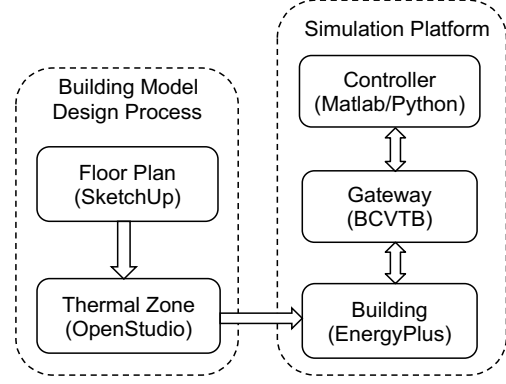 Building Model
Design Process
Floor Plan
(SketchUp)
Thermal Zone
(OpenStudio)
Simulation Platform
Controller
(Matlab/Python)
Gateway
(BCVTB)
Building
(EnergyPlus)